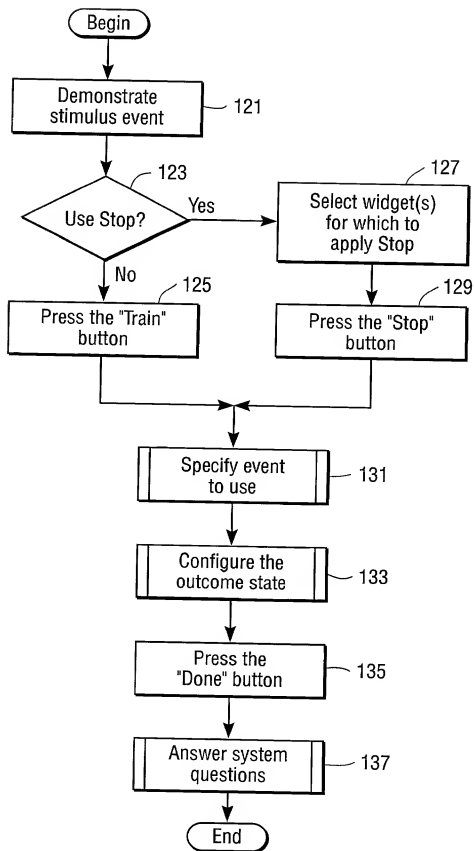 Begin
Demonstrate
stimulus event
121
123
Use Stop?
Yes
No
127
Select widget(s)
for which to
apply Stop
125
Press the "Train"
button
129
Press the "Stop"
button
Specify event
to use
131
Configure the
outcome state
133
Press the
"Done" button
135
Answer system
questions
137
End